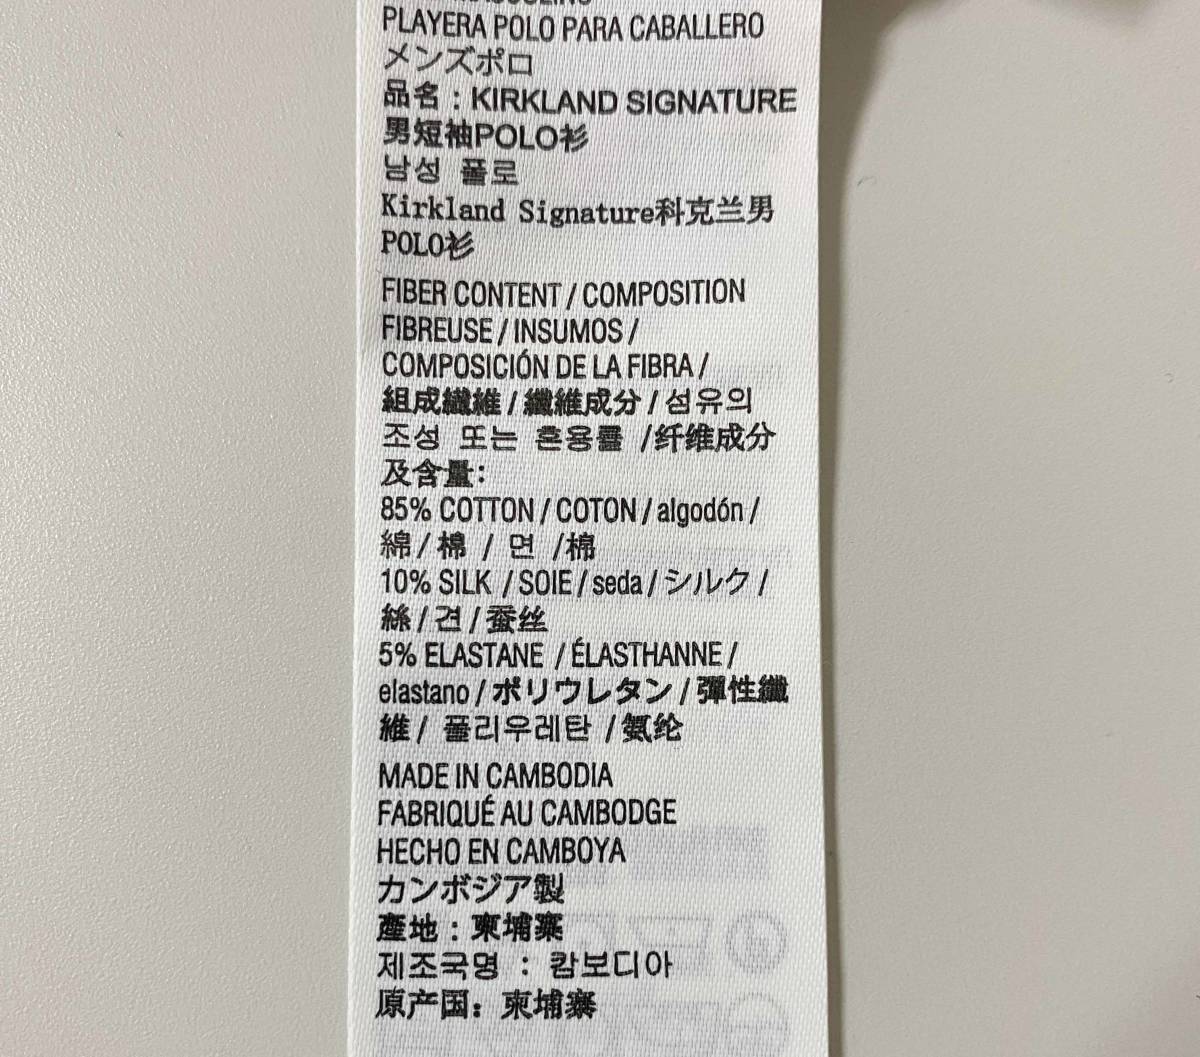 PLAYERA POLO PARA CABALLERO
メンズポロ
品名：KIRKLAND SIGNATURE
男短袖POLO衫
남성 폴로
Kirkland Signature科克兰男
POLO衫
FIBER CONTENT / COMPOSITION
FIBREUSE / INSUMOS /
COMPOSICIÓN DE LA FIBRA /
組成繊維 / 纖維成分 / 섬유의
조성 또는 혼용률 /纤维成分
及含量:
85% COTTON / COTON / algodón /
綿 / 棉 / 면 /棉
10% SILK / SOIE / seda / シルク /
絲 / 견 / 蚕丝
5% ELASTANE / ÉLASTHANNE /
elastano / ポリウレタン / 彈性纖
維 / 폴리우레탄 / 氨纶
MADE IN CAMBODIA
FABRIQUÉ AU CAMBODGE
HECHO EN CAMBOYA
カンボジア製
產地：柬埔寨
제조국명 : 캄보디아
原产国：柬埔寨